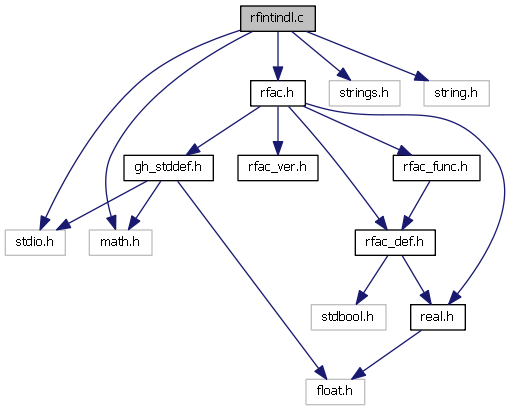 rfintindl.c
rfac.h
strings.h
string.h
gh_stddef.h
rfac_ver.h
rfac_func.h
stdio.h
math.h
rfac_def.h
stdbool.h
real.h
float.h